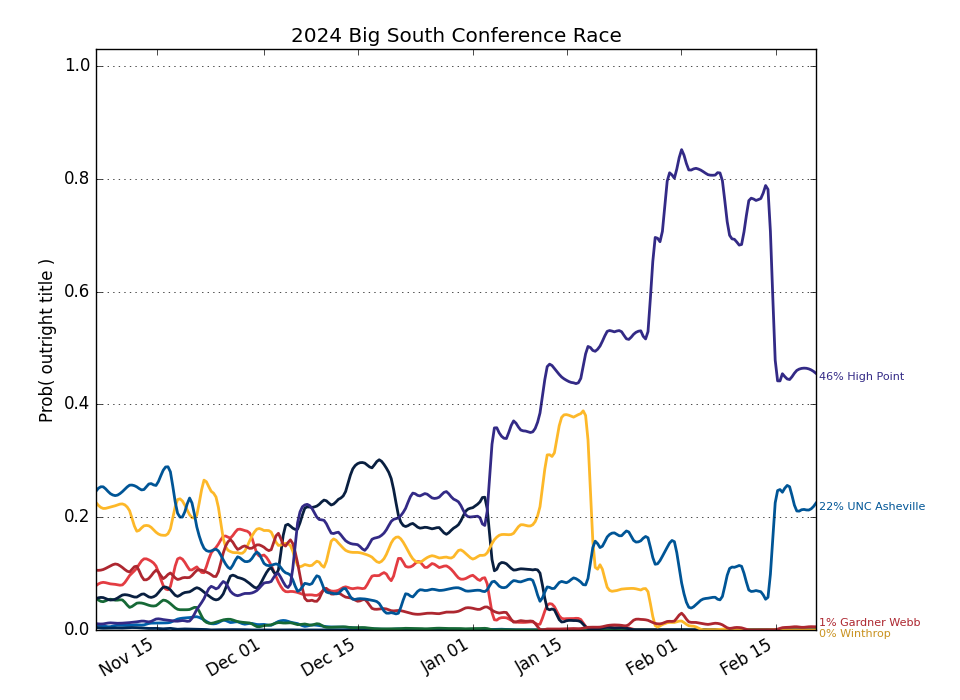 2024 Big South Conference Race
1.0
0.8
0.6
0.4
0.2
0.0
Prob( outright title )
46% High Point
22% UNC Asheville
1% Gardner Webb
0% Winthrop
Nov 15
Dec 01
Dec 15
Jan 01
Jan 15
Feb 01
Feb 15